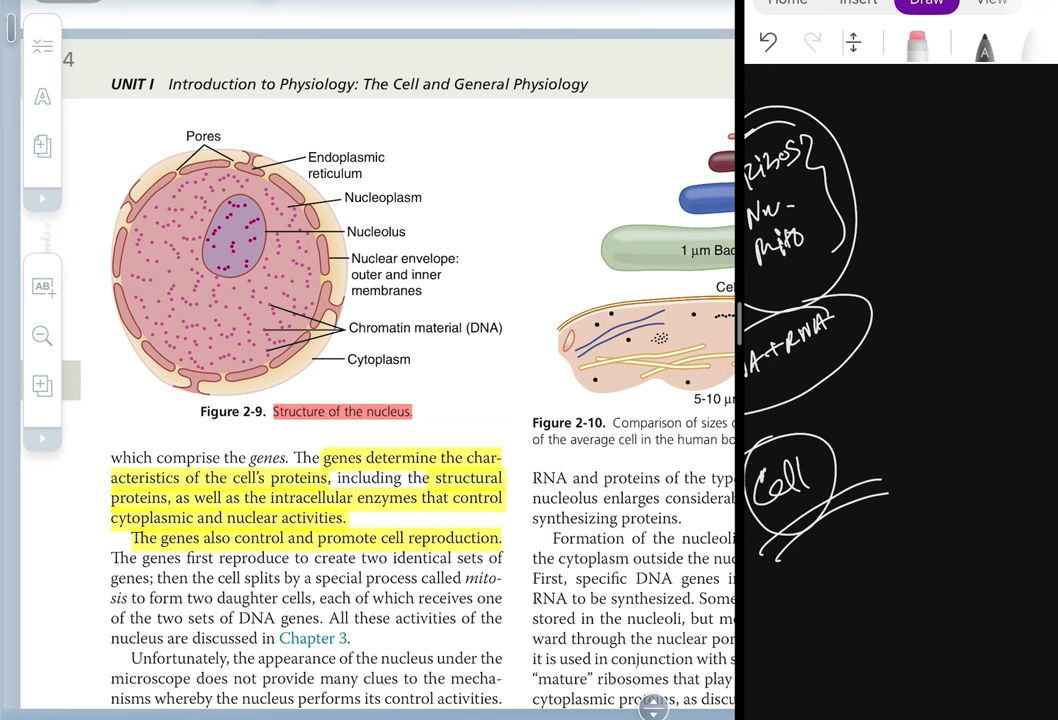 4
UNIT I Introduction to Physiology: The Cell and General Physiology
Pores
Endoplasmic
reticulum
Nucleoplasm
Nucleolus
Nuclear envelope:
outer and inner
membranes
Chromatin material (DNA)
Cytoplasm
Figure 2-9. Structure of the nucleus.
which comprise the genes. The genes determine the char-
acteristics of the cell's proteins, including the structural
proteins, as well as the intracellular enzymes that control
cytoplasmic and nuclear activities.
The genes also control and promote cell reproduction.
The genes first reproduce to create two identical sets of
genes; then the cell splits by a special process called mito-
sis to form two daughter cells, each of which receives one
of the two sets of DNA genes. All these activities of the
nucleus are discussed in Chapter 3.
Unfortunately, the appearance of the nucleus under the
microscope does not provide many clues to the mecha-
nisms whereby the nucleus performs its control activities.
1 μm Bac
Cel
5-10 μm
Figure 2-10. Comparison of sizes
of the average cell in the human bo
RNA and proteins of the typ
nucleolus enlarges considerab
synthesizing proteins.
Formation of the nucleoli
the cytoplasm outside the nuc
First, specific DNA genes i
RNA to be synthesized. Some
stored in the nucleoli, but mo
ward through the nuclear por
it is used in conjunction with s
"mature" ribosomes that play
cytoplasmic proteins, as discu
Home Insert Draw View
A
A
AB
Nu-
Mito
A+RNA
Cell